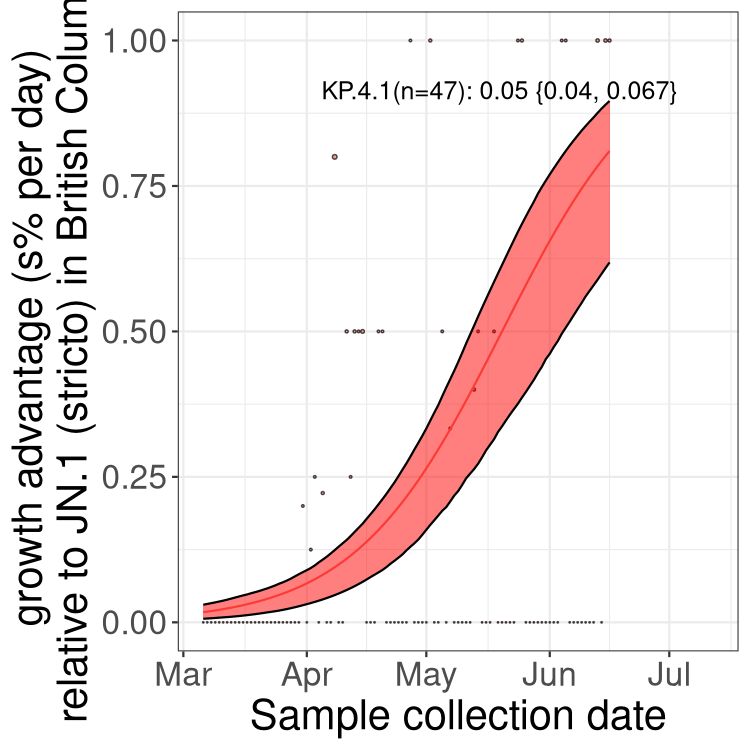 growth advantage (s% per day)
relative to JN.1 (stricto) in British Colum
1.00
0.75
0.50
0.25
0.00
KP.4.1(n=47): 0.05 {0.04, 0.067}
Mar Apr May Jun Jul
Sample collection date